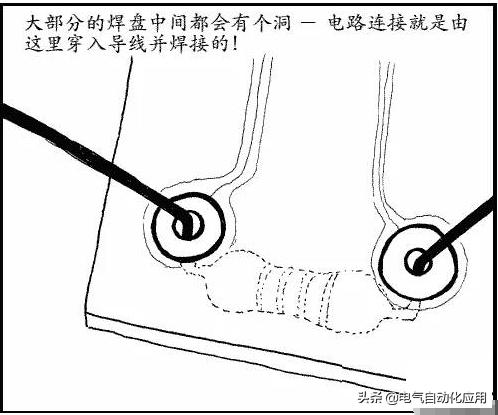 大部分的焊盘中间都会有个洞 — 电路连接就是由
这里穿入导线并焊接的!
头条 @电气自动化应用